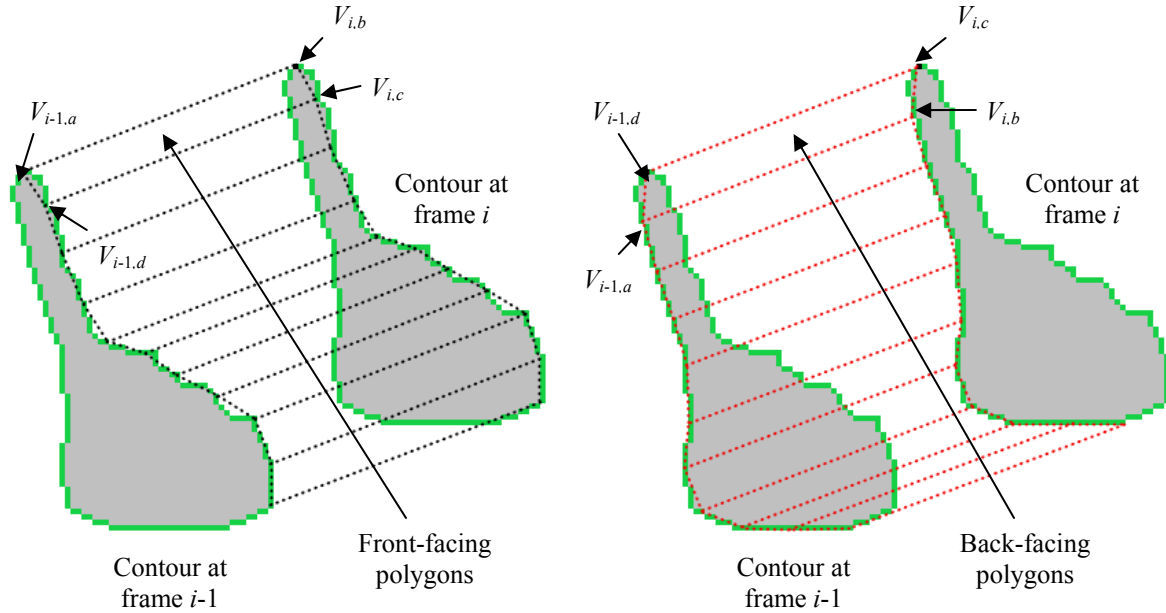 V_{i,b}
V_{i,c}
V_{i-1,a}
Contour at
frame i
V_{i-1,d}
Front-facing
polygons
Contour at
frame i-1
V_{i,c}
V_{i-1,d}
V_{i,b}
Contour at
frame i
V_{i-1,a}
Back-facing
polygons
Contour at
frame i-1